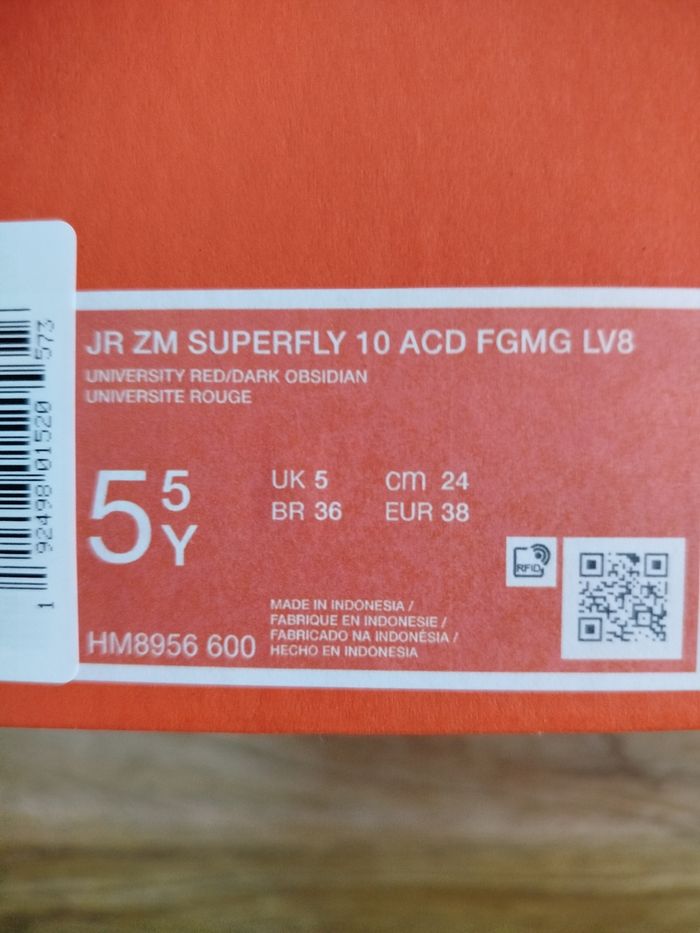 JR ZM SUPERFLY 10 ACD FGMG LV8
UNIVERSITY RED/DARK OBSIDIAN
UNIVERSITE ROUGE
5 5 Y
UK 5 cm 24
BR 36 EUR 38
RFID
MADE IN INDONESIA /
FABRIQUE EN INDONESIE /
FABRICADO NA INDONÉSIA /
HECHO EN INDONESIA
HM8956 600
1 92498 01520 573